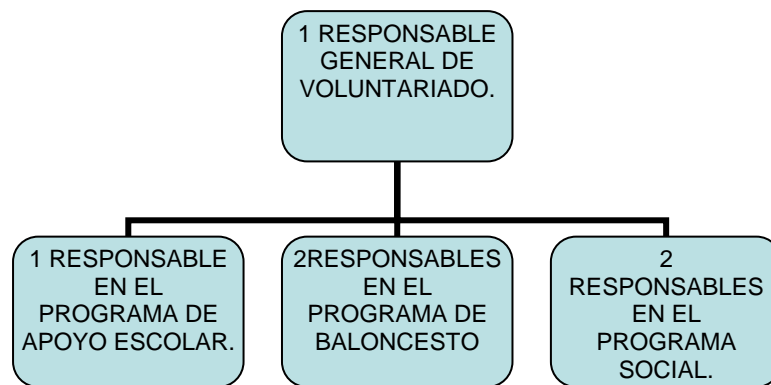 1 RESPONSABLE
GENERAL DE
VOLUNTARIADO.
1 RESPONSABLE
EN EL
PROGRAMA DE
APOYO ESCOLAR.
2RESPONSABLES
EN EL
PROGRAMA DE
BALONCESTO
2
RESPONSABLES
EN EL
PROGRAMA
SOCIAL.